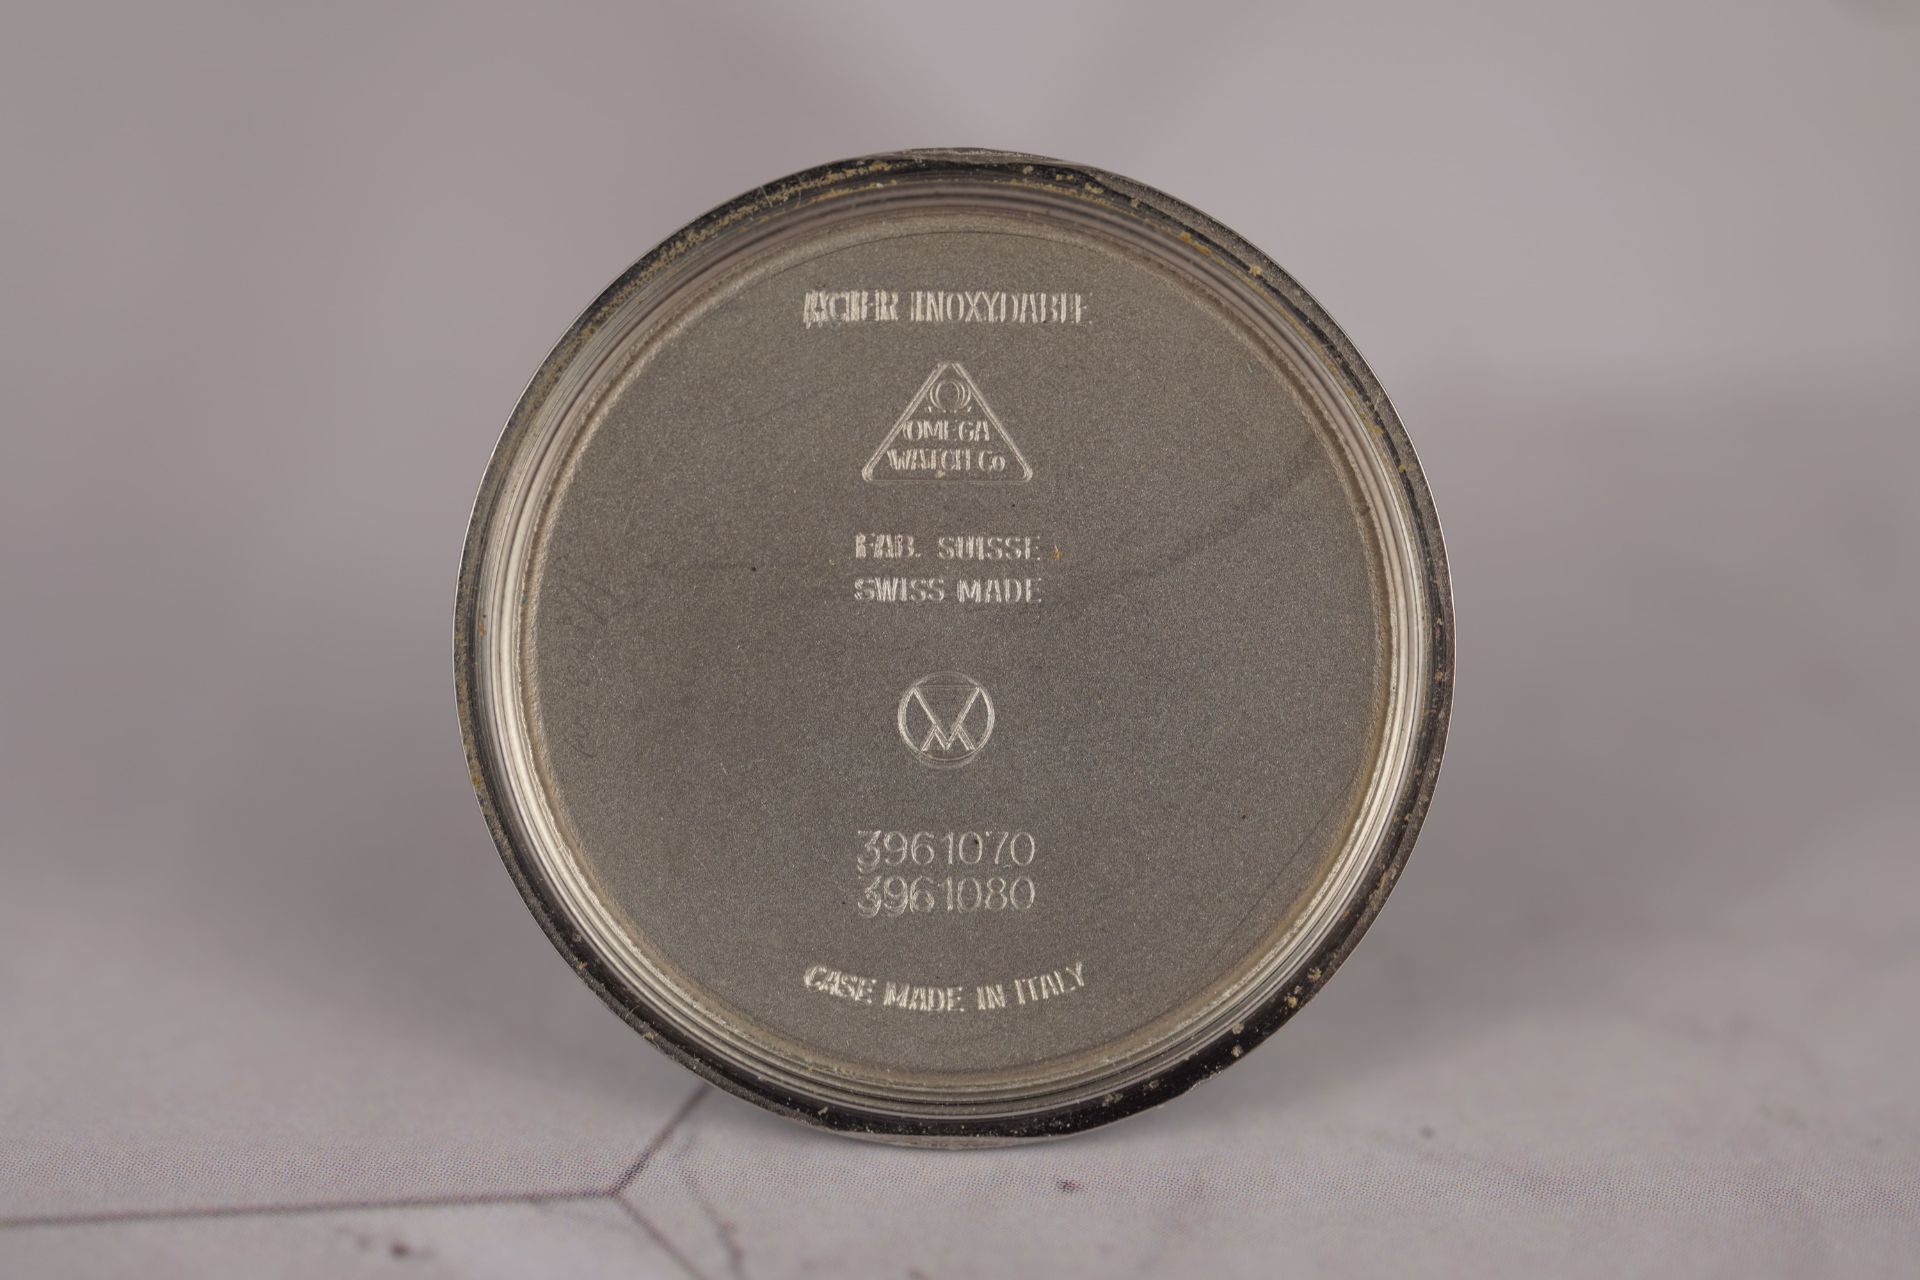 ACIER INOXYDABLE
OMEGA
WATCH Co
FAB. SUISSE
SWISS MADE
3961070
3961080
CASE MADE IN ITALY